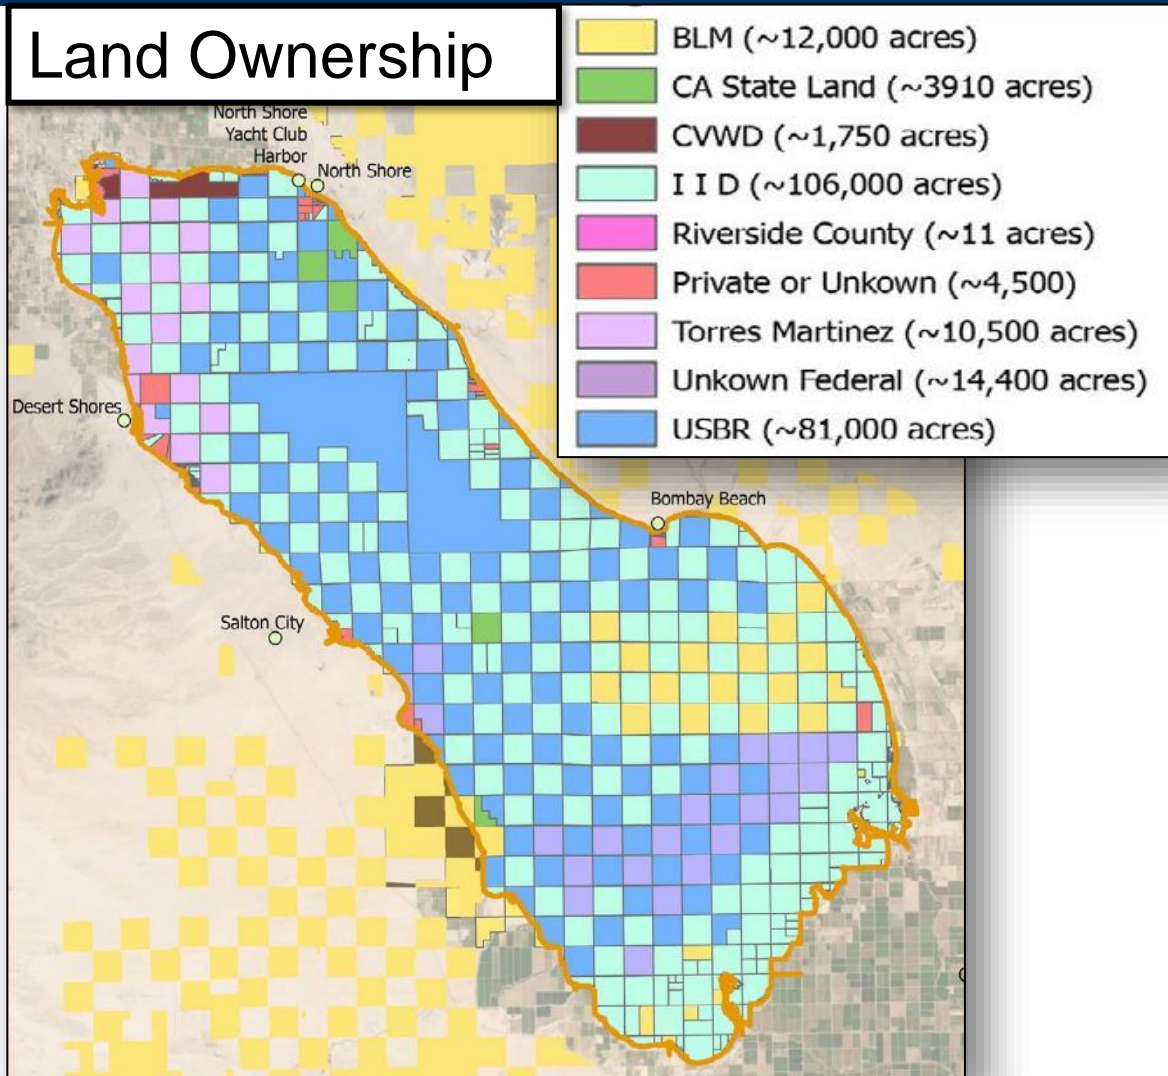 Land Ownership
BLM (~12,000 acres)
CA State Land (~3910 acres)
CVWD (~1,750 acres)
I I D (~106,000 acres)
Riverside County (~11 acres)
Private or Unkown (~4,500)
Torres Martinez (~10,500 acres)
Unkown Federal (~14,400 acres)
USBR (~81,000 acres)
North Shore
Yacht Club
Harbor
North Shore
Desert Shores
Bombay Beach
Salton City